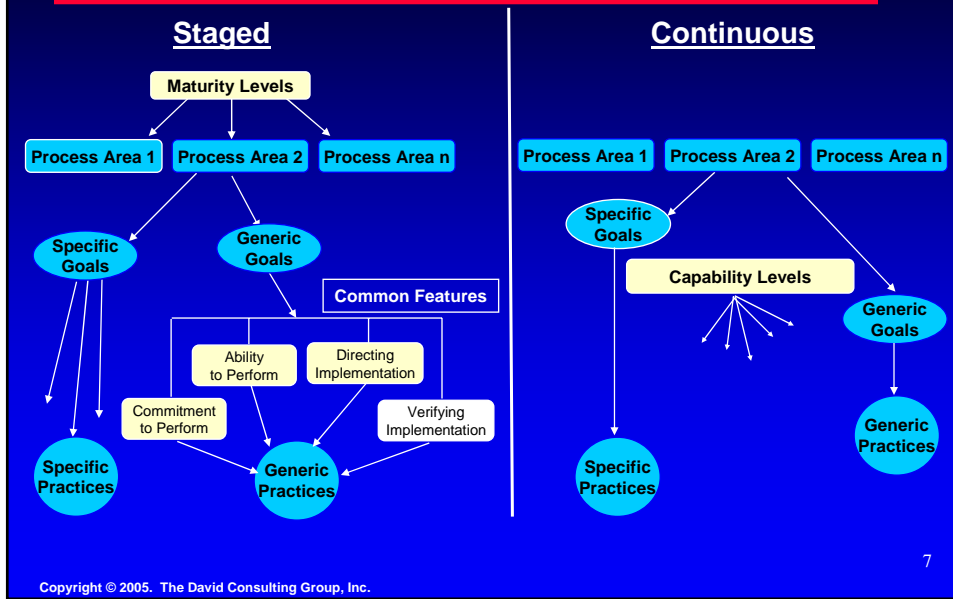 Staged
Maturity Levels
Process Area 1
Process Area 2
Process Area n
Specific
Goals
Generic
Goals
Common Features
Ability
to Perform
Directing
Implementation
Commitment
to Perform
Verifying
Implementation
Specific
Practices
Generic
Practices
Continuous
Process Area 1
Process Area 2
Process Area n
Specific
Goals
Capability Levels
Generic
Goals
Generic
Practices
Specific
Practices
7
Copyright © 2005. The David Consulting Group, Inc.